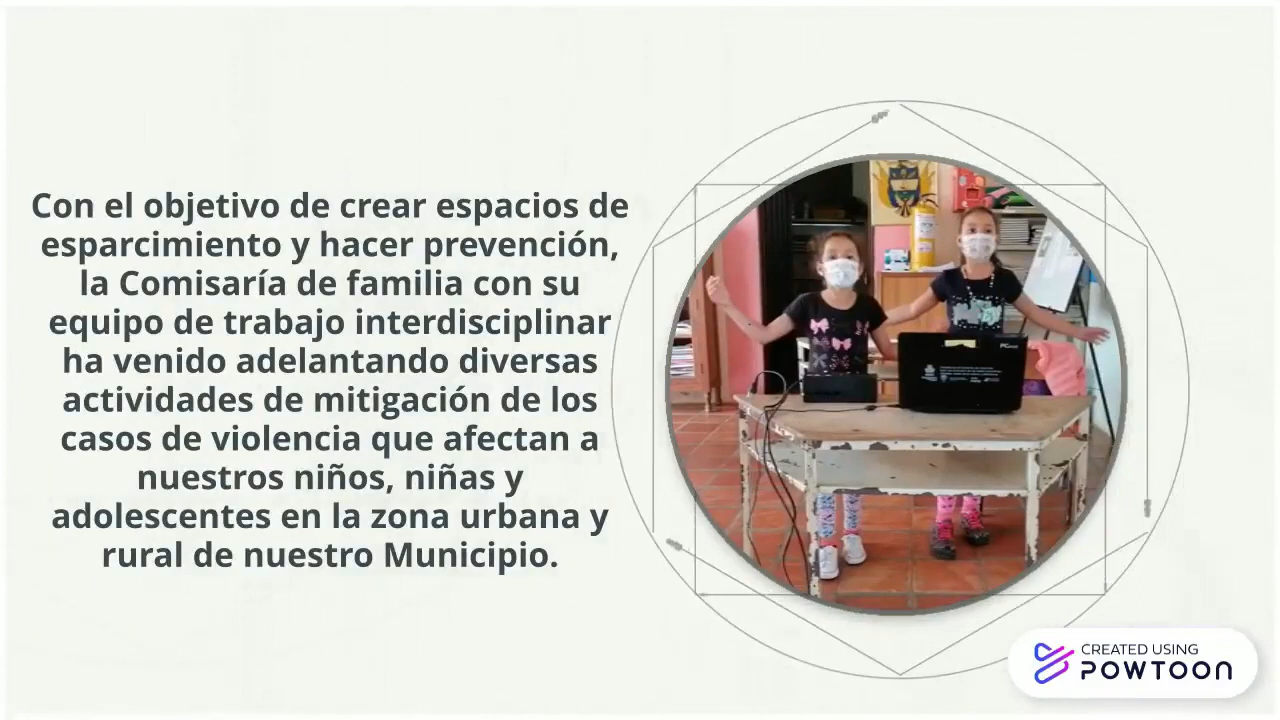 Con el objetivo de crear espacios de
esparcimiento y hacer prevención,
la Comisaría de familia con su
equipo de trabajo interdisciplinar
ha venido adelantando diversas
actividades de mitigación de los
casos de violencia que afectan a
nuestros niños, niñas y
adolescentes en la zona urbana y
rural de nuestro Municipio.
CREATED USING
POWTOON